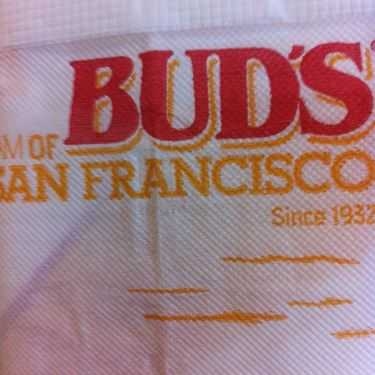 BUD'S
AM OF
SAN FRANCISCO
Since 1932